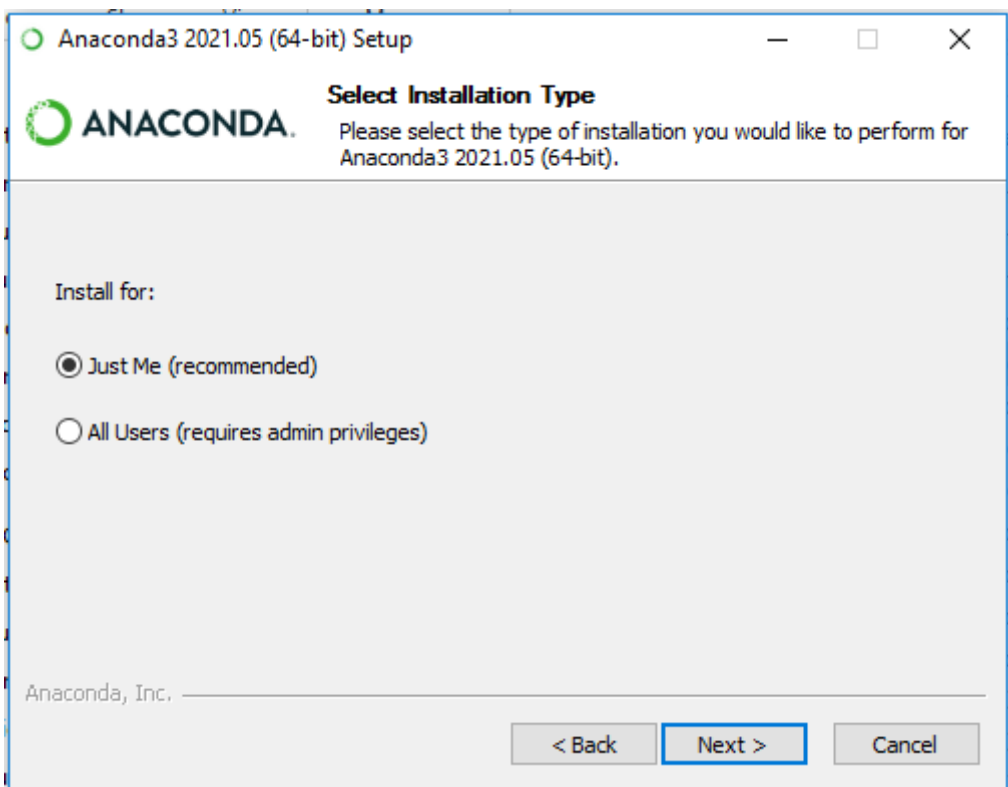 Anaconda3 2021.05 (64-bit) Setup
ANACONDA.
Select Installation Type
Please select the type of installation you would like to perform for
Anaconda3 2021.05 (64-bit).
Install for:
Just Me (recommended)
All Users (requires admin privileges)
Anaconda, Inc.
< Back
Next >
Cancel